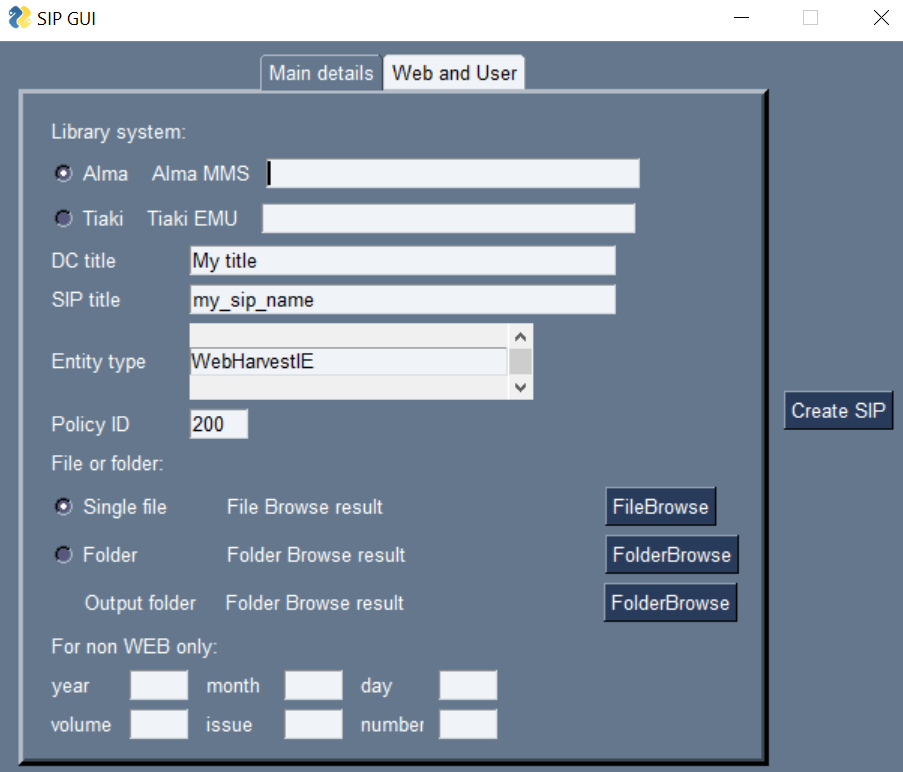 SIP GUI
Main details Web and User
Library system:
Alma Alma MMS
Tiaki Tiaki EMU
DC title My title
SIP title my_sip_name
Entity type WebHarvestIE
Policy ID 200
Create SIP
File or folder:
Single file File Browse result FileBrowse
Folder Folder Browse result FolderBrowse
Output folder Folder Browse result FolderBrowse
For non WEB only:
year month day
volume issue number